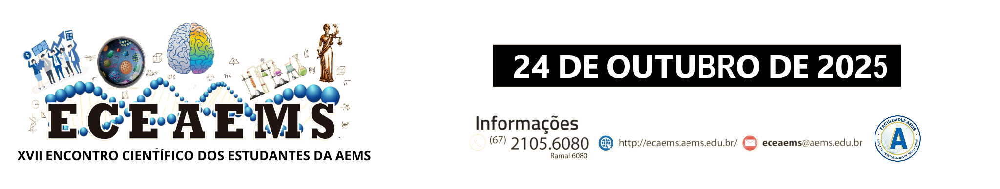 ECEAEMS
XVII ENCONTRO CIENTÍFICO DOS ESTUDANTES DA AEMS
24 DE OUTUBRO DE 2025
Informações
(67) 2105.6080
Ramal 6080
http://ecaems.aems.edu.br/
eceaems@aems.edu.br
FACULDADES AEMS
A
FACULDADES INTEGRADAS DE TRÊS LAGOAS